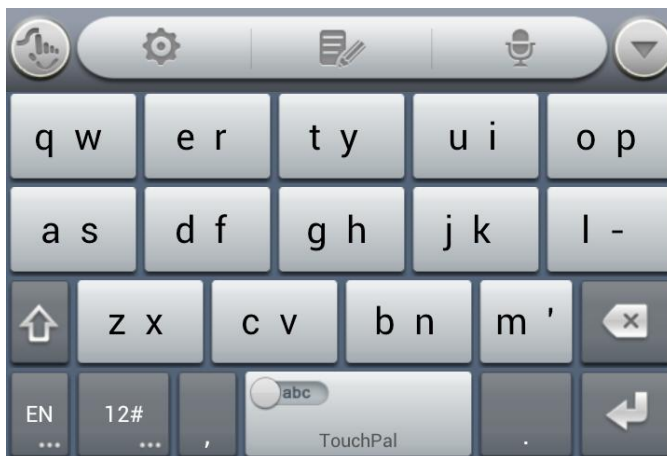 q w e r t y u i o p
a s d f g h j k l -
z x c v b n m '
abc
EN ... 12# ... , TouchPal .